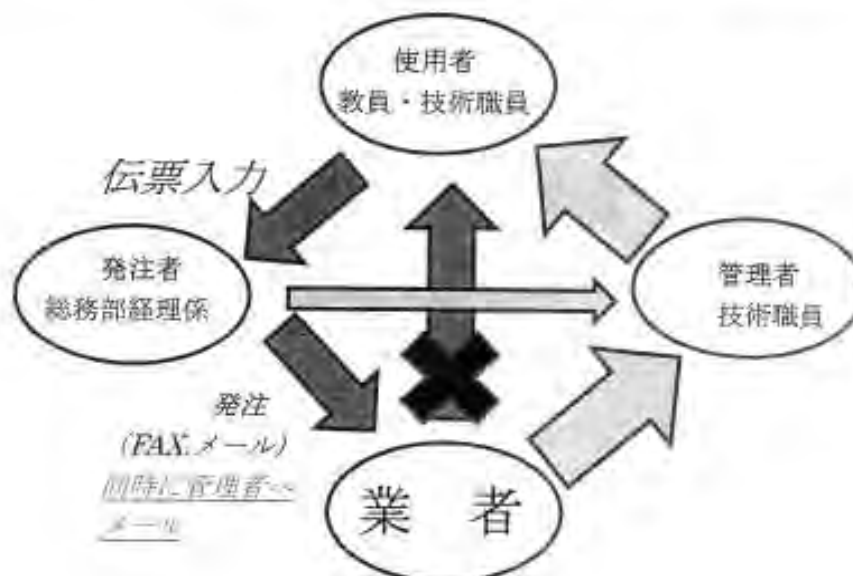 使用者
教員・技術職員
伝票入力
発注者
総務部経理係
管理者
技術職員
発注
(FAX.メール)
同時に管理者へ
メール
業 者